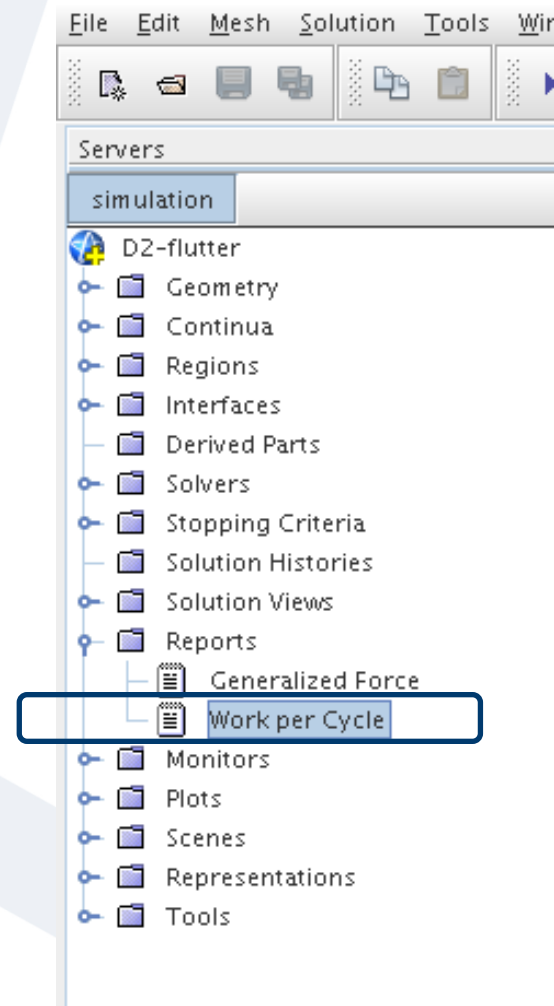 File Edit Mesh Solution Tools
Servers
simulation
D2-flutter
Geometry
Continua
Regions
Interfaces
Derived Parts
Solvers
Stopping Criteria
Solution Histories
Solution Views
Reports
Generalized Force
Work per Cycle
Monitors
Plots
Scenes
Representations
Tools